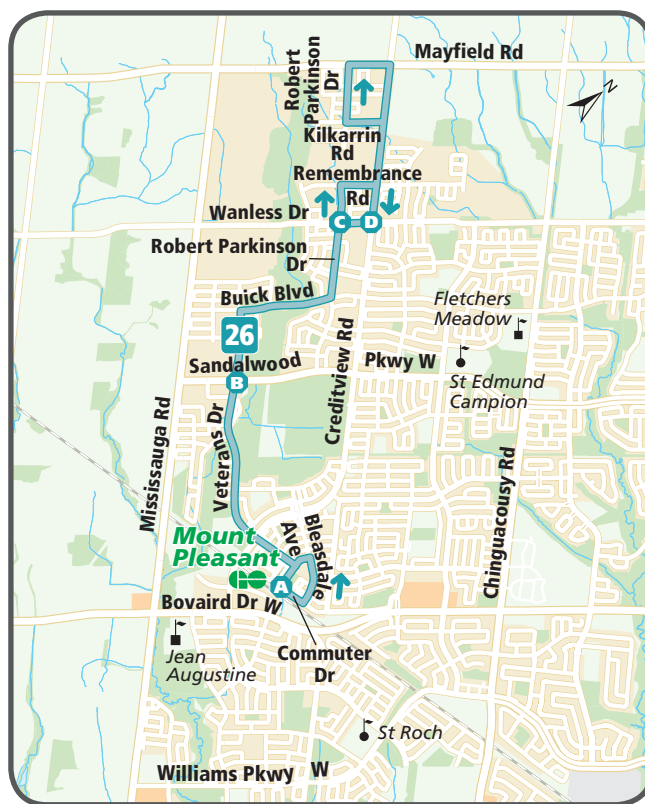 Mayfield Rd
Robert
Parkinson
Dr
N
Kilkarrin
Rd
Remembrance
Rd
Wanless Dr
C
D
Robert Parkinson
Dr
Buick Blvd
Fletchers
Meadow
26
Sandalwood
Pkwy W
B
St Edmund
Campion
Creditview Rd
Mississauga Rd
Veterans Dr
Chinguacousy Rd
Mount
Pleasant
Bleasdale
Ave
A
Bovaird Dr W
Commuter
Dr
Jean
Augustine
St Roch
Williams Pkwy W